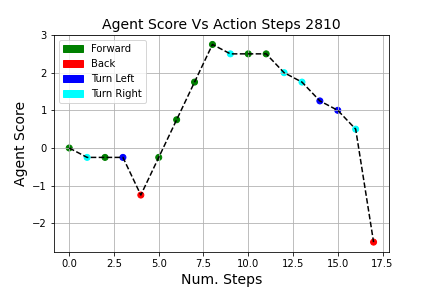 Agent Score Vs Action Steps 2810
Forward
Back
Turn Left
Turn Right
Agent Score
3
2
1
0
−1
−2
0.0 2.5 5.0 7.5 10.0 12.5 15.0 17.5
Num. Steps